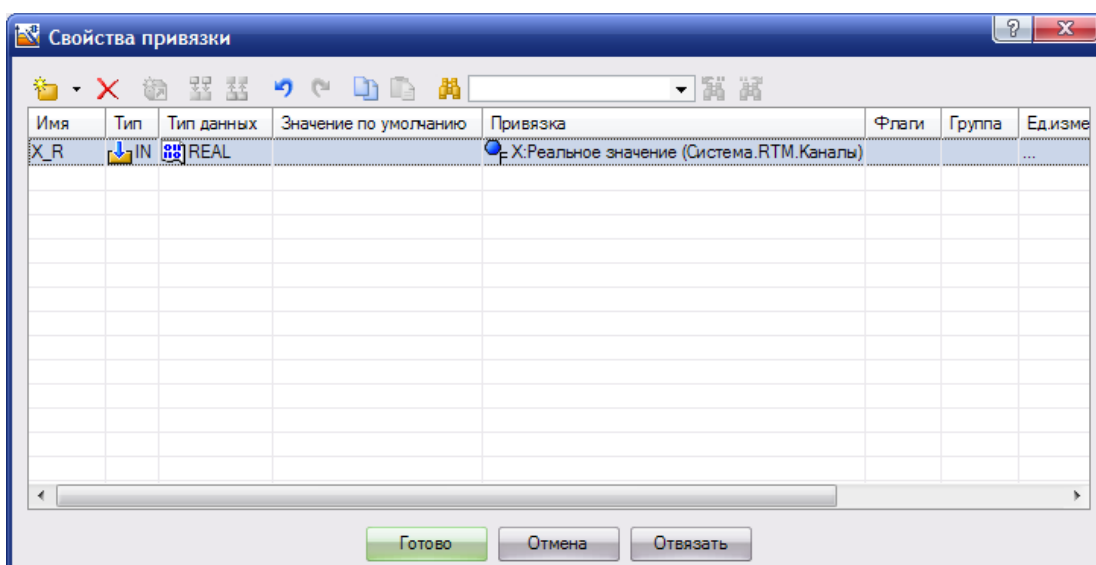 Свойства привязки
Имя Тип Тип данных Значение по умолчанию Привязка Флаги Группа Ед.изме
X_R IN REAL X:Реальное значение (Система.RTM.Каналы) ...
Готово Отмена Отвязать